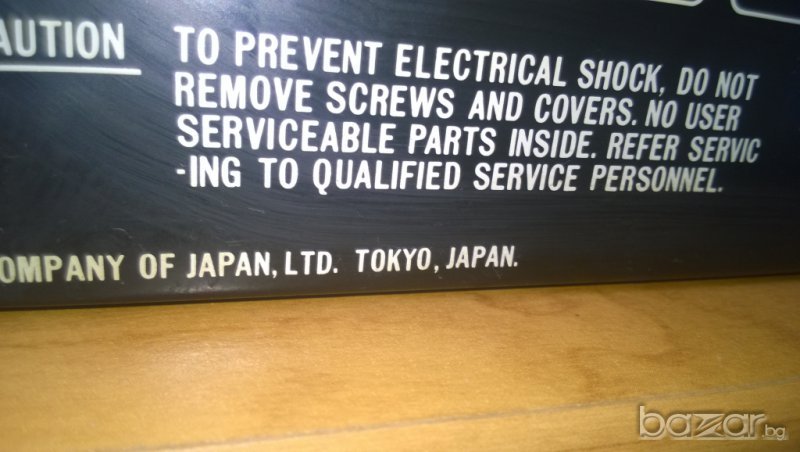 AUTION
TO PREVENT ELECTRICAL SHOCK, DO NOT
REMOVE SCREWS AND COVERS. NO USER
SERVICEABLE PARTS INSIDE. REFER SERVIC
-ING TO QUALIFIED SERVICE PERSONNEL.
OMPANY OF JAPAN, LTD. TOKYO, JAPAN.
bazar.bg